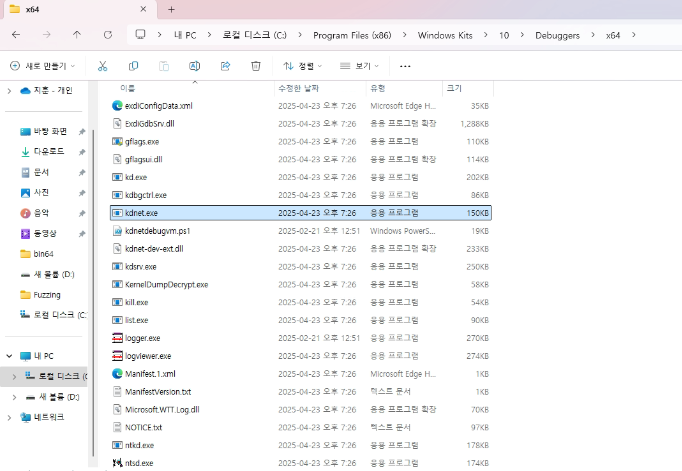 x64
내 PC > 로컬 디스크 (C:) > Program Files (x86) > Windows Kits > 10 > Debuggers > x64 >
새로 만들기 정렬 보기 ...
이름 수정한 날짜 유형 크기
지훈 - 개인
바탕 화면
다운로드
문서
사진
음악
동영상
bin64
새 볼륨 (D:)
Fuzzing
로컬 디스크 (C:
내 PC
로컬 디스크 (C
새 볼륨 (D:)
네트워크
exdiConfigData.xml 2025-04-23 오후 7:26 Microsoft Edge H... 35KB
ExdiGdbSrv.dll 2025-04-23 오후 7:26 응용 프로그램 확장 1,288KB
gflags.exe 2025-04-23 오후 7:26 응용 프로그램 110KB
gflagsui.dll 2025-04-23 오후 7:26 응용 프로그램 확장 114KB
kd.exe 2025-04-23 오후 7:26 응용 프로그램 202KB
kdbgctrl.exe 2025-04-23 오후 7:26 응용 프로그램 86KB
kdnet.exe 2025-04-23 오후 7:26 응용 프로그램 150KB
kdnetdebugvm.ps1 2025-02-21 오후 12:51 Windows PowerS... 19KB
kdnet-dev-ext.dll 2025-04-23 오후 7:26 응용 프로그램 확장 233KB
kdsrv.exe 2025-04-23 오후 7:26 응용 프로그램 250KB
KernelDumpDecrypt.exe 2025-04-23 오후 7:26 응용 프로그램 58KB
kill.exe 2025-04-23 오후 7:26 응용 프로그램 54KB
list.exe 2025-04-23 오후 7:26 응용 프로그램 90KB
logger.exe 2025-02-21 오후 12:51 응용 프로그램 270KB
logviewer.exe 2025-04-23 오후 7:26 응용 프로그램 274KB
Manifest.1.xml 2025-04-23 오후 7:26 Microsoft Edge H... 1KB
ManifestVersion.txt 2025-04-23 오후 7:26 텍스트 문서 1KB
Microsoft.WTT.Log.dll 2025-04-23 오후 7:26 응용 프로그램 확장 70KB
NOTICE.txt 2025-04-23 오후 7:26 텍스트 문서 97KB
ntkd.exe 2025-04-23 오후 7:26 응용 프로그램 178KB
ntsd.exe 2025-04-23 오후 7:26 응용 프로그램 174KB